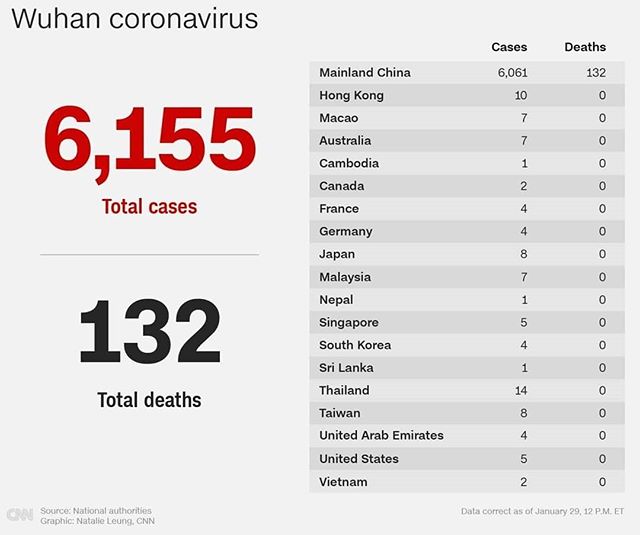 Wuhan coronavirus
6,155
Total cases
132
Total deaths
Cases Deaths
Mainland China 6,061 132
Hong Kong 10 0
Macao 7 0
Australia 7 0
Cambodia 1 0
Canada 2 0
France 4 0
Germany 4 0
Japan 8 0
Malaysia 7 0
Nepal 1 0
Singapore 5 0
South Korea 4 0
Sri Lanka 1 0
Thailand 14 0
Taiwan 8 0
United Arab Emirates 4 0
United States 5 0
Vietnam 2 0
CNN
Source: National authorities
Graphic: Natalie Leung, CNN
Data correct as of January 29, 12 P.M. ET